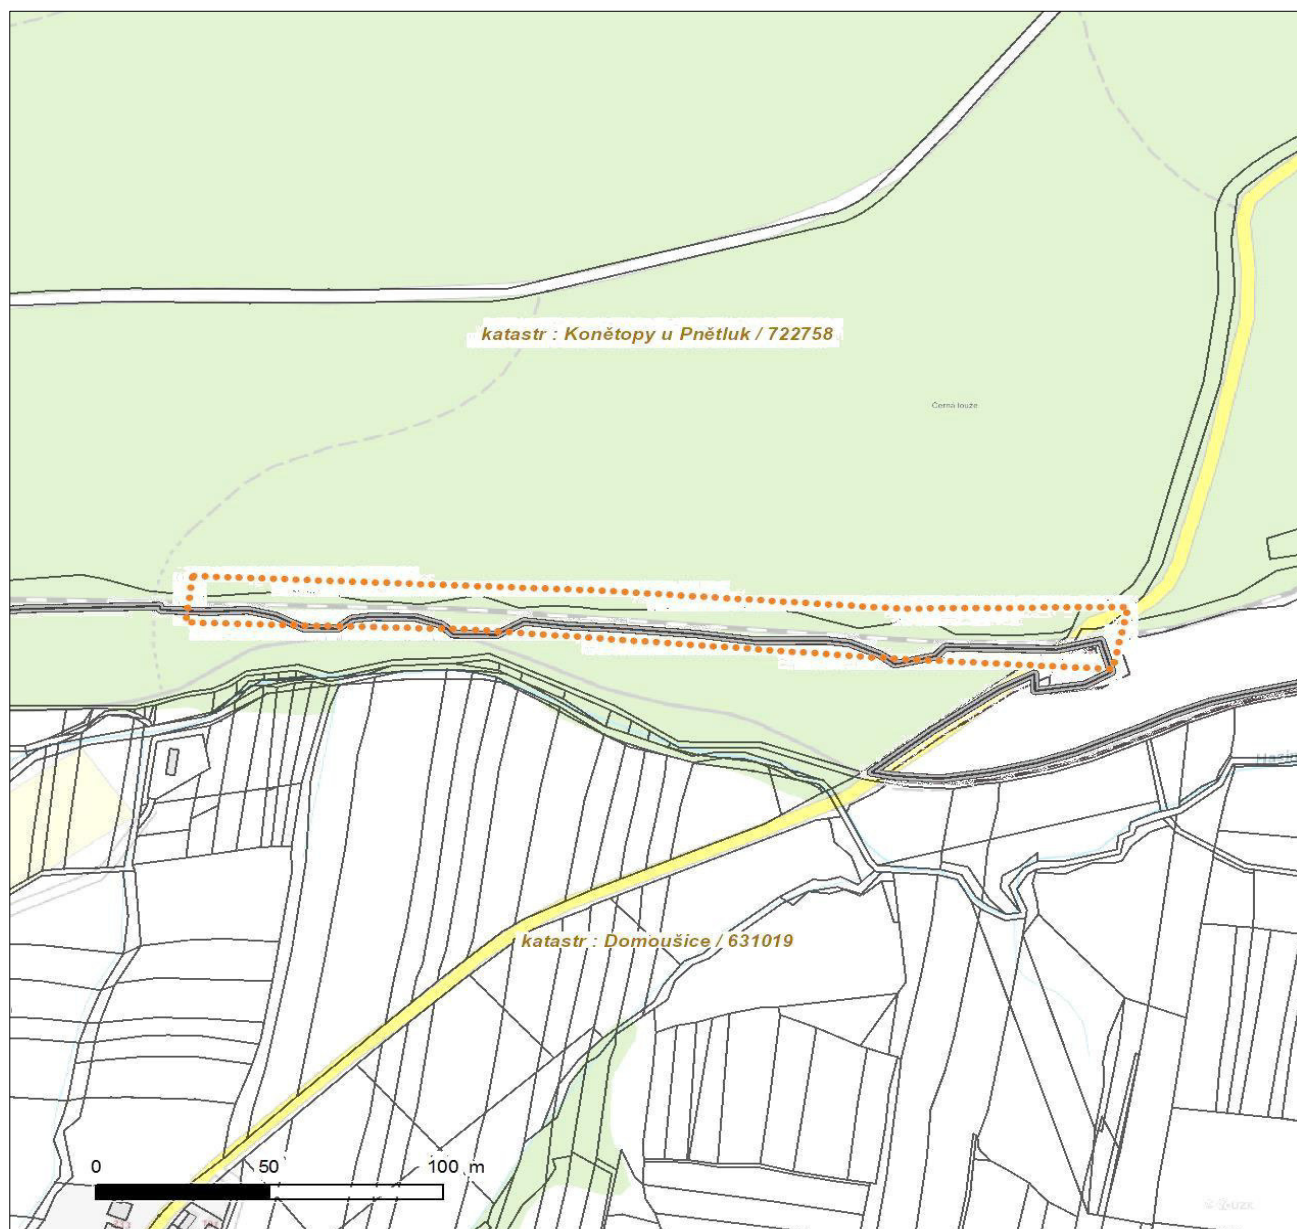 katastr : Konětopy u Pnětluk / 722758
Černá louže
katastr : Domoušice / 631019
0 50 100 m